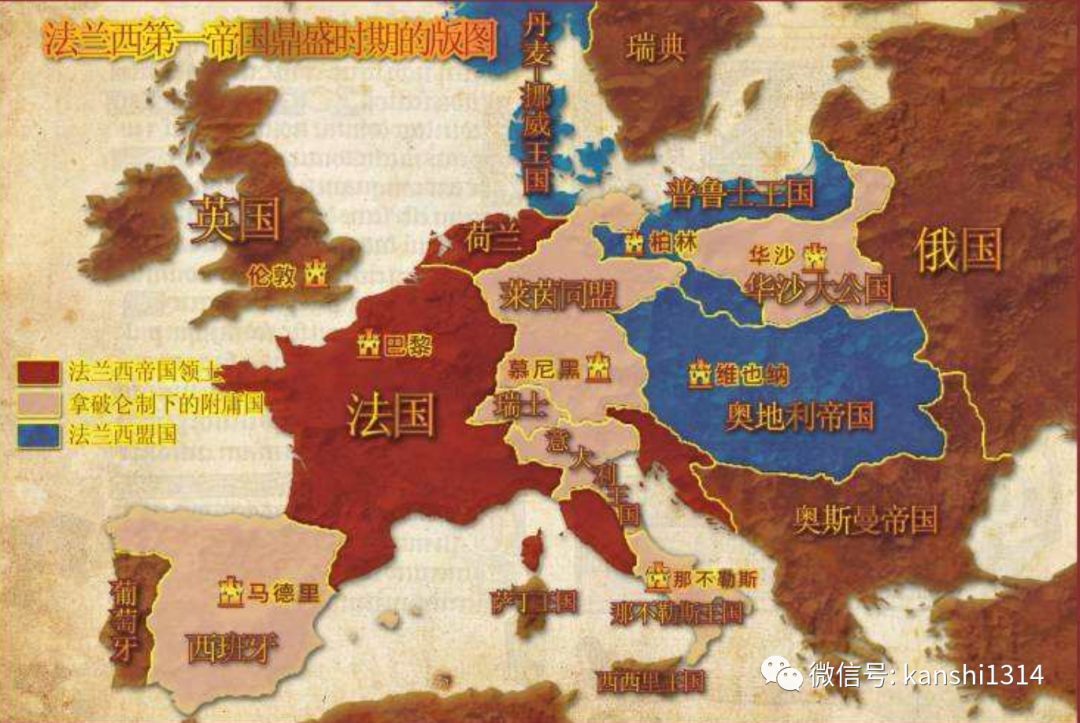 法兰西第一帝国鼎盛时期的版图
丹麦-挪威王国
瑞典
英国
伦敦
荷兰
普鲁士王国
柏林
华沙
华沙大公国
俄国
莱茵同盟
巴黎
慕尼黑
维也纳
法兰西帝国领土
拿破仑制下的附庸国
法兰西盟国
法国
瑞士
奥地利帝国
意大利王国
奥斯曼帝国
葡萄牙
马德里
西班牙
萨丁王国
那不勒斯
那不勒斯王国
西西里王国
微信号: kanshi1314